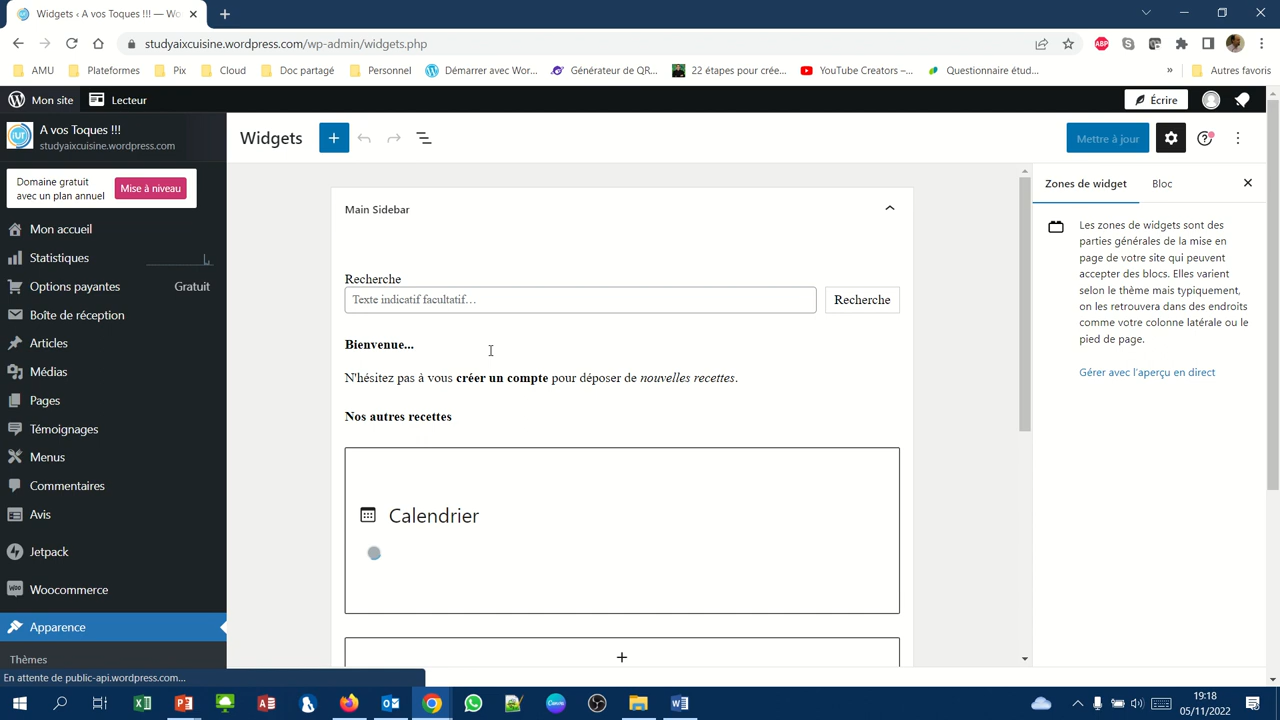 Widgets ‹ A vos Toques !!! — Wo
studyaixcuisine.wordpress.com/wp-admin/widgets.php
ABP
AMU
Plateformes
Pix
Cloud
Doc partagé
Personnel
Démarrer avec Wor...
Générateur de QR...
22 étapes pour crée...
YouTube Creators –...
Questionnaire étud...
»
Autres favoris
Mon site
Lecteur
Écrire
A vos Toques !!!
studyaixcuisine.wordpress.com
Domaine gratuit
avec un plan annuel
Mise à niveau
Mon accueil
Statistiques
Options payantes
Gratuit
Boîte de réception
Articles
Médias
Pages
Témoignages
Menus
Commentaires
Avis
Jetpack
Woocommerce
Apparence
Thèmes
En attente de public-api.wordpress.com...
Widgets
Mettre à jour
Main Sidebar
Recherche
Texte indicatif facultatif…
Recherche
Bienvenue...
N'hésitez pas à vous créer un compte pour déposer de nouvelles recettes.
Nos autres recettes
Calendrier
Zones de widget
Bloc
Les zones de widgets sont des
parties générales de la mise en
page de votre site qui peuvent
accepter des blocs. Elles varient
selon le thème mais typiquement,
on les retrouvera dans des endroits
comme votre colonne latérale ou le
pied de page.
Gérer avec l'aperçu en direct
19:18
05/11/2022